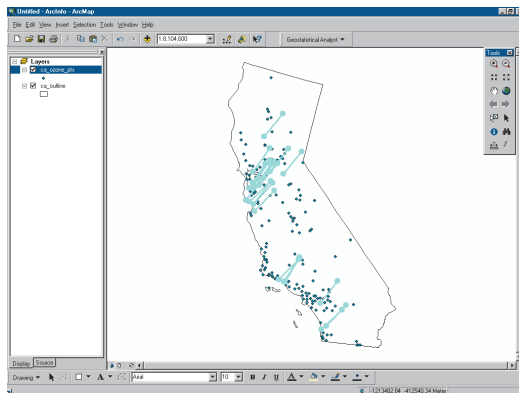 Untitled - ArcInfo - ArcMap
File Edit View Insert Selection Tools Window Help
1:8,104,600
Geostatistical Analyst
Layers
ca_ozone_pts
ca_outline
Tools
Display Source
Drawing
A
Arial
10
B I U A
-1213482.84 -412540.34 Meter